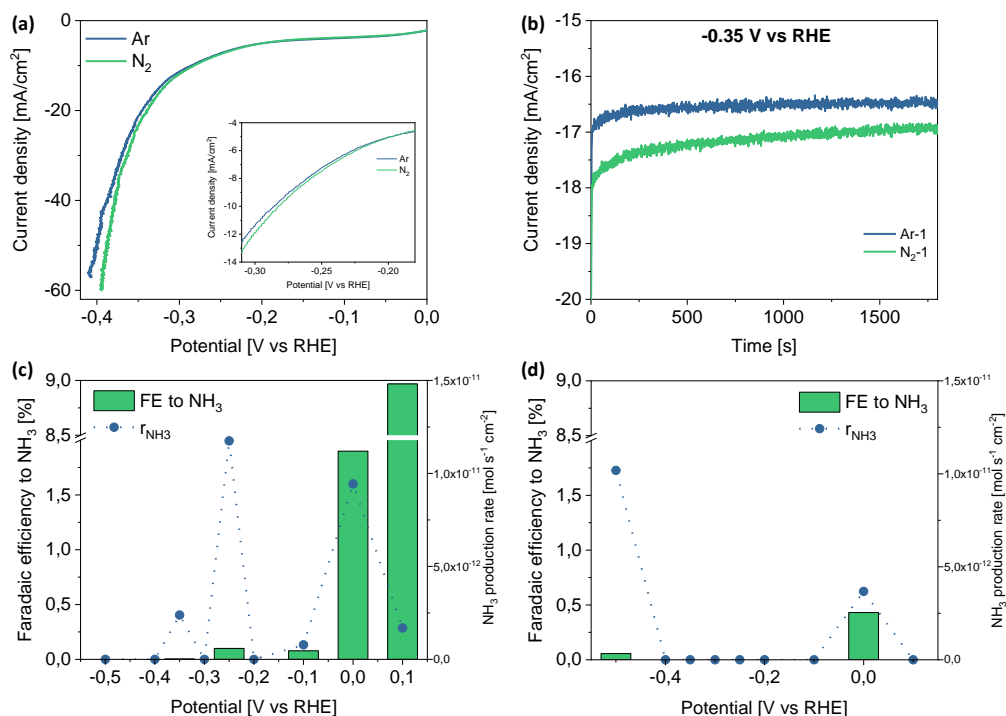 (a)
Ar
N2
Current density [mA/cm2]
0
-20
-40
-60
-0,4
-0,3
-0,2
-0,1
0,0
Potential [V vs RHE]
Ar
N2
Current density [mA/cm2]
-4
-6
-8
-10
-12
-14
-0,30
-0,25
-0,20
Potential [V vs RHE]
(b)
-0.35 V vs RHE
Current density [mA/cm2]
-15
-16
-17
-18
-19
-20
0
500
1000
1500
Time [s]
Ar-1
N2-1
(c)
FE to NH3
rNH3
Faradaic efficiency to NH3 [%]
9,0
8,5
1,5
1,0
0,5
0,0
-0,5
-0,4
-0,3
-0,2
-0,1
0,0
0,1
Potential [V vs RHE]
1,5x10-11
1,0x10-11
5,0x10-12
0,0
NH3 production rate [mol s-1 cm-2]
(d)
FE to NH3
rNH3
Faradaic efficiency to NH3 [%]
9,0
8,5
1,5
1,0
0,5
0,0
-0,4
-0,2
0,0
Potential [V vs RHE]
1,5x10-11
1,0x10-11
5,0x10-12
0,0
NH3 production rate [mol s-1 cm-2]